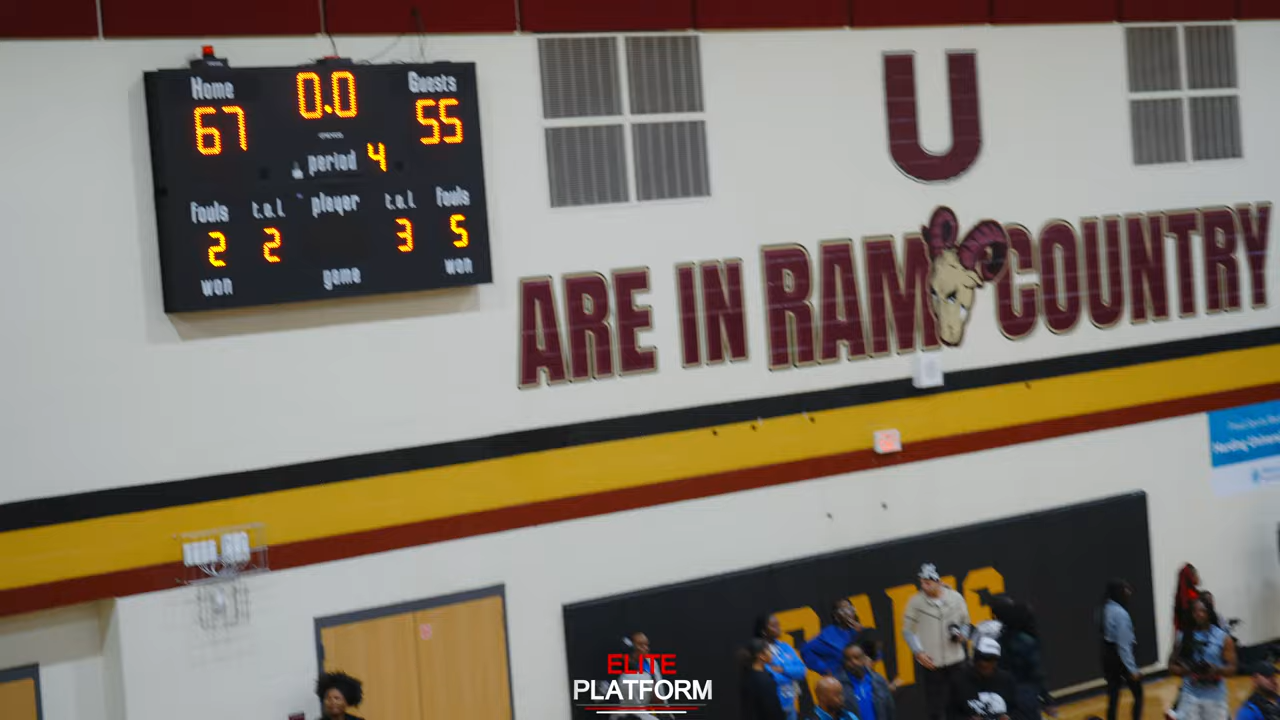 Home 0.0 Guests
67 55
period 4
fouls t.o.l player t.o.l fouls
2 2 3 5
won game won
U
ARE IN RAM COUNTRY
RAMS
ELITE
PLATFORM